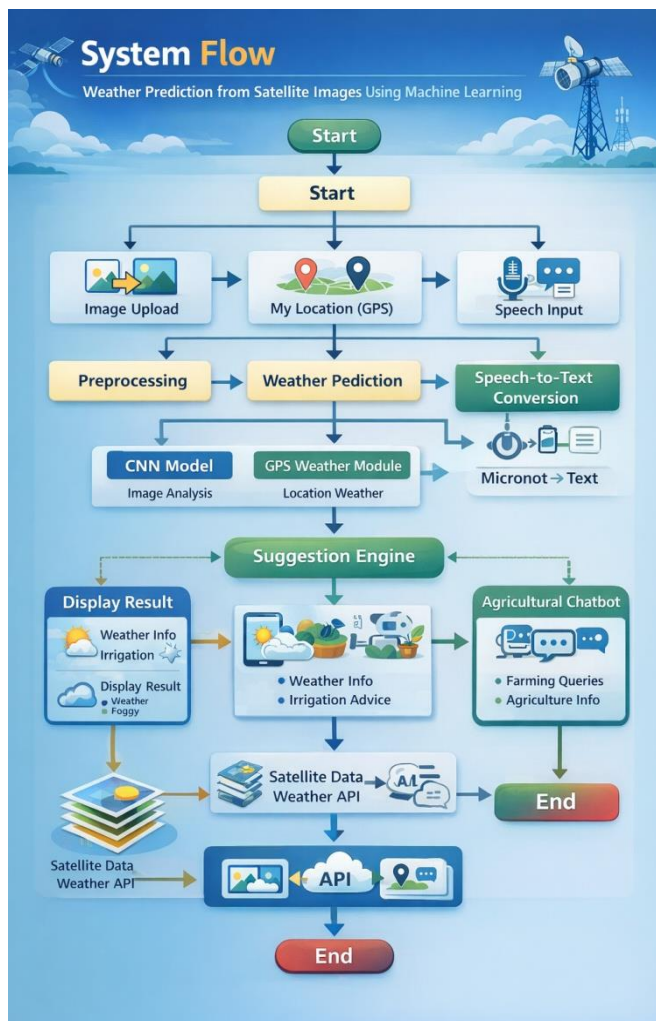 System Flow
Weather Prediction from Satellite Images Using Machine Learning
Start
Start
Image Upload
My Location (GPS)
Speech Input
Preprocessing
Weather Pediction
Speech-to-Text
Conversion
CNN Model
Image Analysis
GPS Weather Module
Location Weather
Micronot → Text
Suggestion Engine
Display Result
Weather Info
Irrigation
Display Result
• Weather
• Foggy
• Weather Info
• Irrigation Advice
Agricultural Chatbot
• Farming Queries
• Agriculture Info
Satellite Data
Weather API
Satellite Data
Weather API
End
API
End